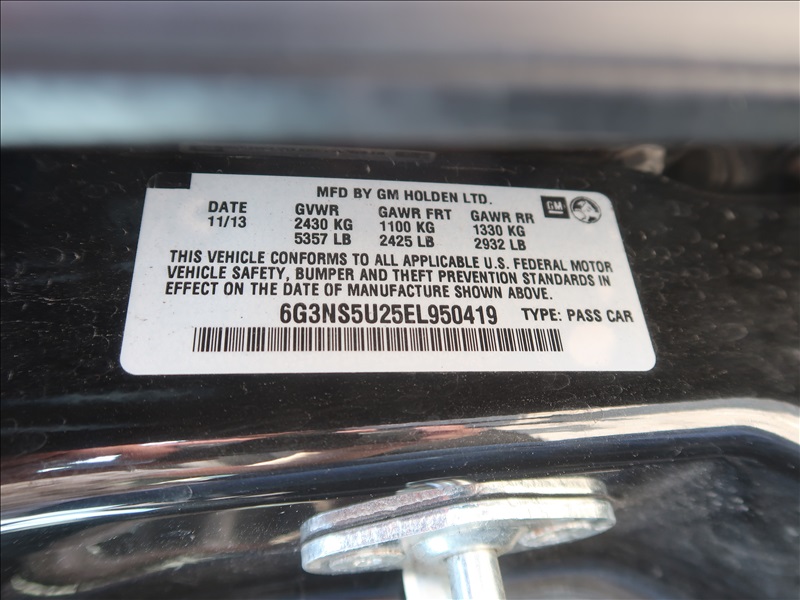 MFD BY GM HOLDEN LTD.
DATE GVWR GAWR FRT GAWR RR GM
11/13 2430 KG 1100 KG 1330 KG
5357 LB 2425 LB 2932 LB
THIS VEHICLE CONFORMS TO ALL APPLICABLE U.S. FEDERAL MOTOR
VEHICLE SAFETY, BUMPER AND THEFT PREVENTION STANDARDS IN
EFFECT ON THE DATE OF MANUFACTURE SHOWN ABOVE.
6G3NS5U25EL950419 TYPE: PASS CAR